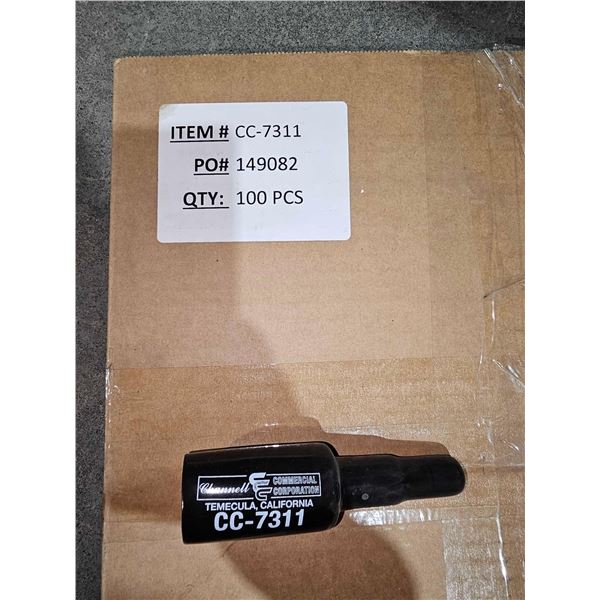 ITEM # CC-7311
PO# 149082
QTY: 100 PCS
Channell COMMERCIAL CORPORATION
TEMECULA, CALIFORNIA
CC-7311